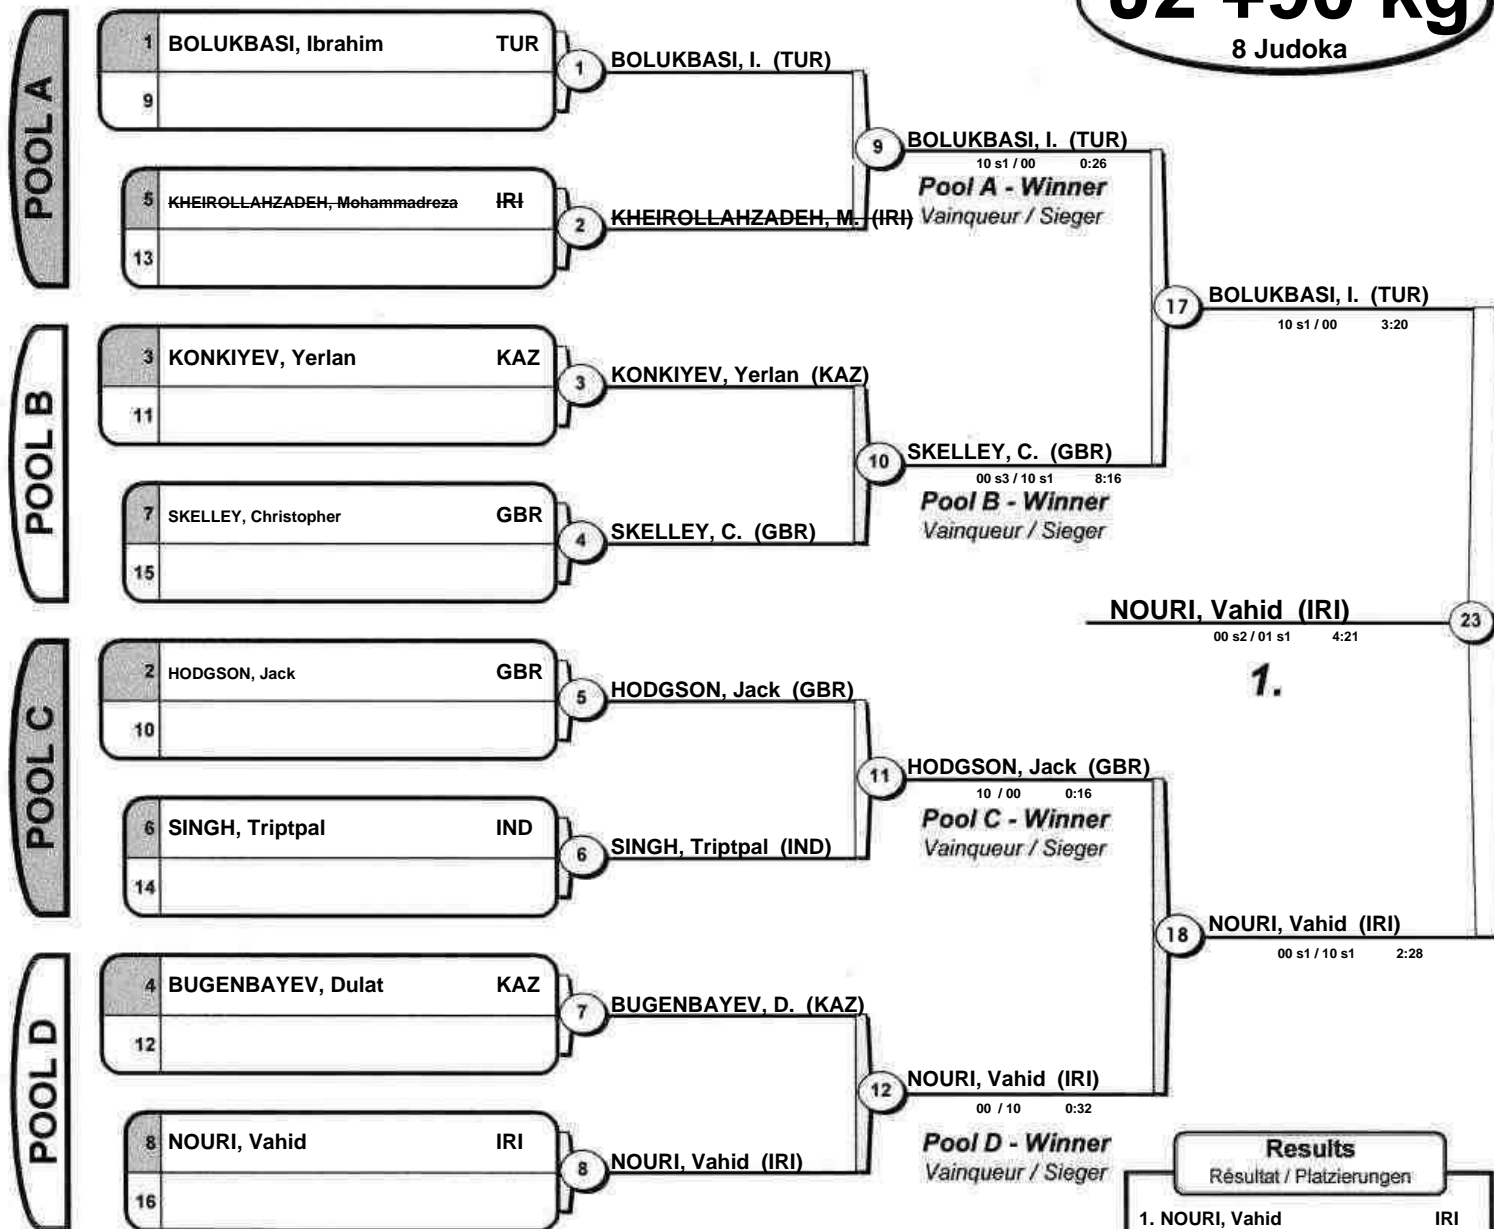 J2 +90 kg
8 Judoka
POOL A
1 BOLUKBASI, Ibrahim TUR
9
5 KHEIROLLAHZADEH, Mohammadreza IRI
13
1 BOLUKBASI, I. (TUR)
2 KHEIROLLAHZADEH, M. (IRI)
9 BOLUKBASI, I. (TUR)
10 s1 / 00 0:26
Pool A - Winner
Vainqueur / Sieger
POOL B
3 KONKIYEV, Yerlan KAZ
11
7 SKELLEY, Christopher GBR
15
3 KONKIYEV, Yerlan (KAZ)
4 SKELLEY, C. (GBR)
10 SKELLEY, C. (GBR)
00 s3 / 10 s1 8:16
Pool B - Winner
Vainqueur / Sieger
17 BOLUKBASI, I. (TUR)
10 s1 / 00 3:20
NOURI, Vahid (IRI) 23
00 s2 / 01 s1 4:21
1.
POOL C
2 HODGSON, Jack GBR
10
6 SINGH, Triptpal IND
14
5 HODGSON, Jack (GBR)
6 SINGH, Triptpal (IND)
11 HODGSON, Jack (GBR)
10 / 00 0:16
Pool C - Winner
Vainqueur / Sieger
POOL D
4 BUGENBAYEV, Dulat KAZ
12
8 NOURI, Vahid IRI
16
7 BUGENBAYEV, D. (KAZ)
8 NOURI, Vahid (IRI)
12 NOURI, Vahid (IRI)
00 / 10 0:32
Pool D - Winner
Vainqueur / Sieger
18 NOURI, Vahid (IRI)
00 s1 / 10 s1 2:28
Results
Résultat / Platzierungen
1. NOURI, Vahid IRI